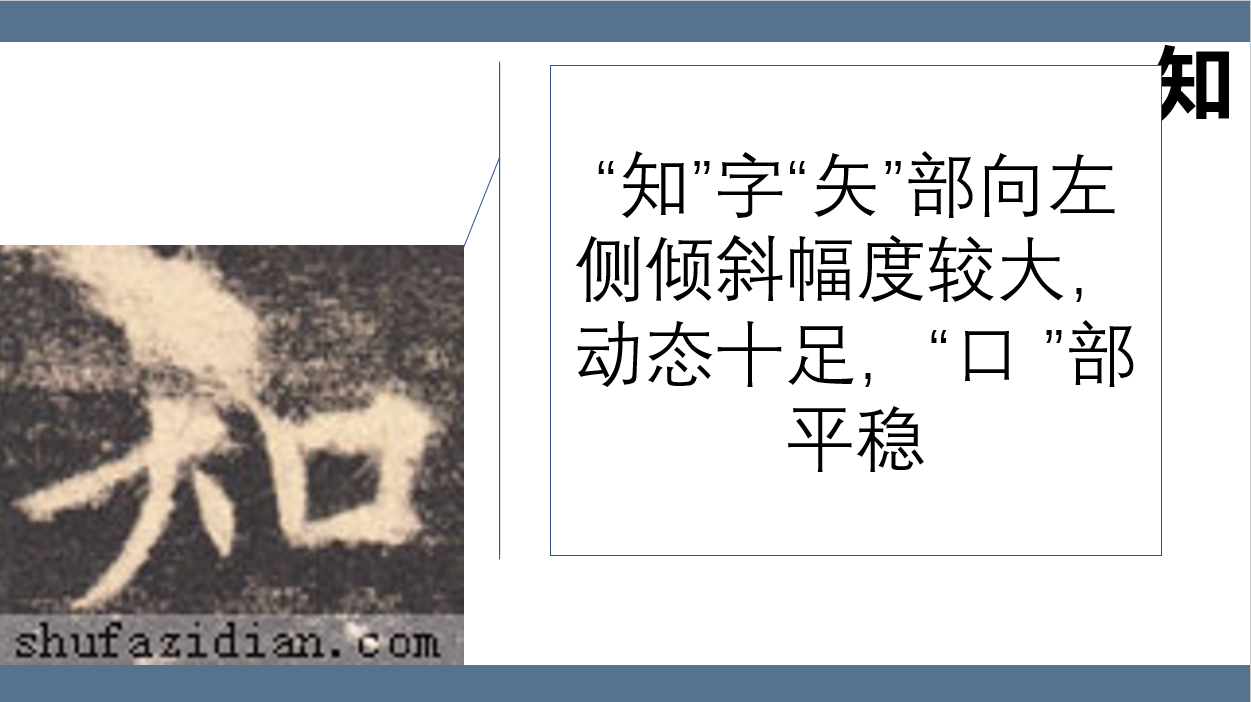 知
“知”字“矢”部向左
侧倾斜幅度较大，
动态十足，“口 ”部
平稳
知
shufazidian.com